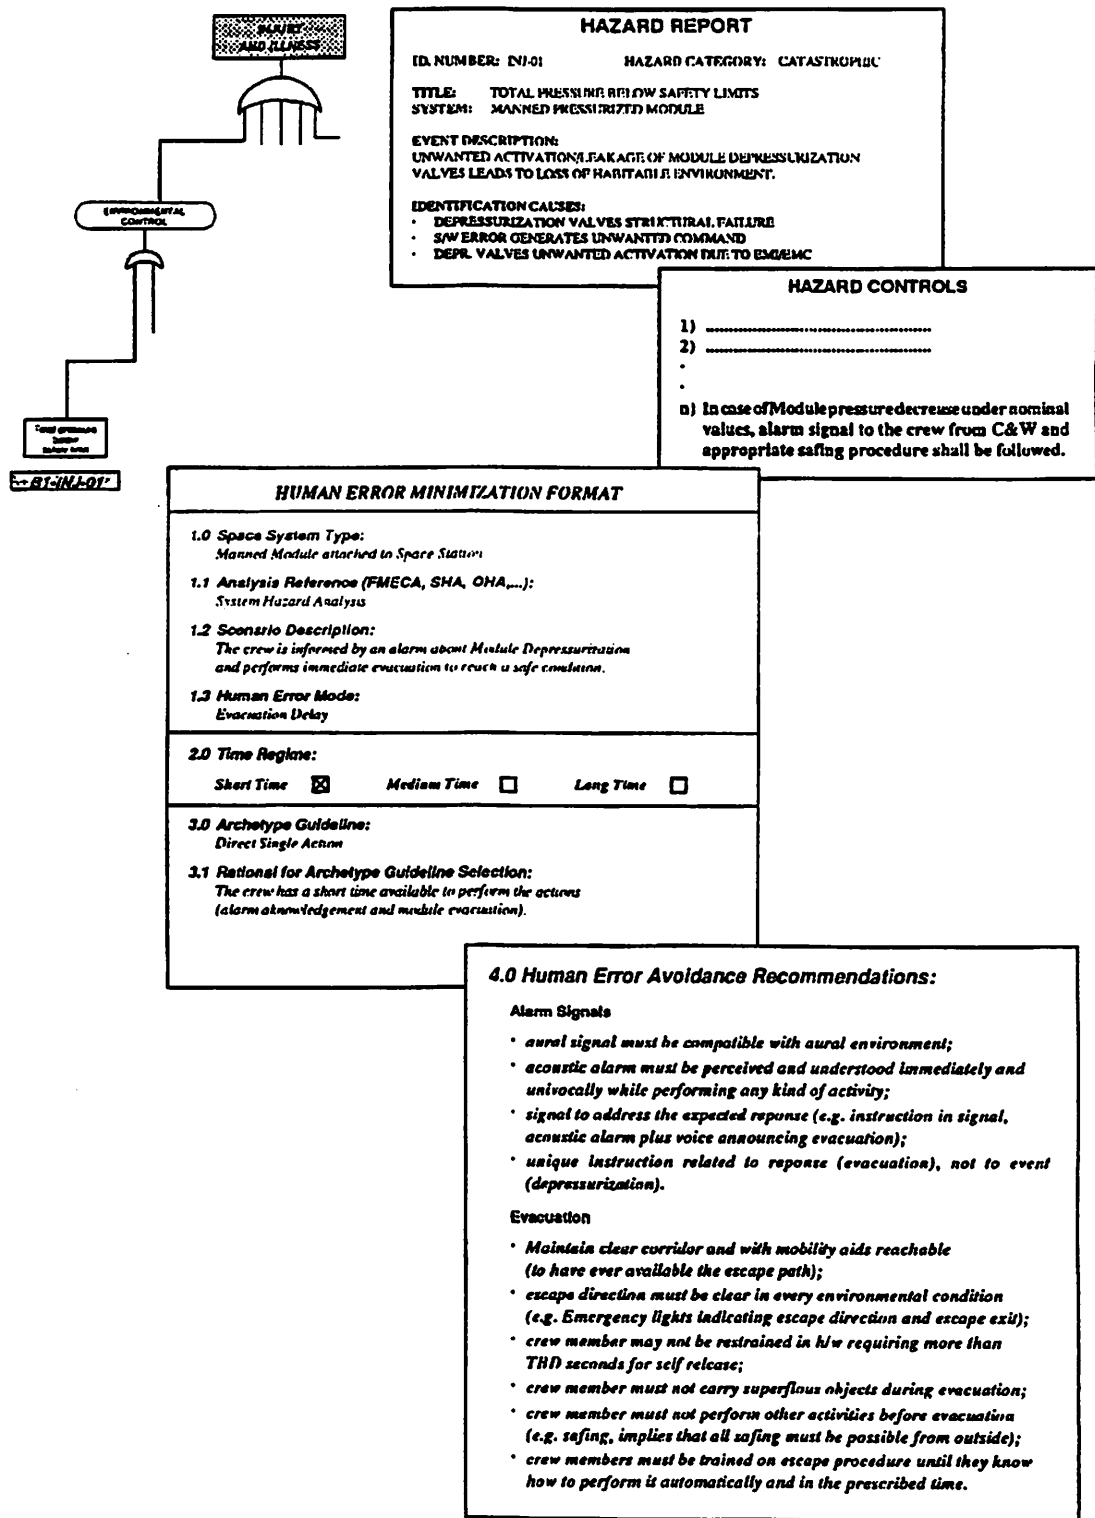 INJURY
AND ILLNESS
ENVIRONMENTAL
CONTROL
Total pressure
below
safety limit
B1-INJ-01
HAZARD REPORT
ID. NUMBER: INJ-01 HAZARD CATEGORY: CATASTROPHIC
TITLE: TOTAL PRESSURE BELOW SAFETY LIMITS
SYSTEM: MANNED PRESSURIZED MODULE
EVENT DESCRIPTION:
UNWANTED ACTIVATION/LEAKAGE OF MODULE DEPRESSURIZATION
VALVES LEADS TO LOSS OF HABITABLE ENVIRONMENT.
IDENTIFICATION CAUSES:
· DEPRESSURIZATION VALVES STRUCTURAL FAILURE
· S/W ERROR GENERATES UNWANTED COMMAND
· DEPR. VALVES UNWANTED ACTIVATION DUE TO EMI/EMC
HAZARD CONTROLS
1) ................................................
2) ................................................
·
·
n) In case of Module pressure decrease under nominal
values, alarm signal to the crew from C&W and
appropriate safing procedure shall be followed.
HUMAN ERROR MINIMIZATION FORMAT
1.0 Space System Type:
Manned Module attached to Space Station
1.1 Analysis Reference (FMECA, SHA, OHA,...):
System Hazard Analysis
1.2 Scenario Description:
The crew is informed by an alarm about Module Depressurization
and performs immediate evacuation to reach a safe condition.
1.3 Human Error Mode:
Evacuation Delay
2.0 Time Regime:
Short Time ☒ Medium Time ☐ Long Time ☐
3.0 Archetype Guideline:
Direct Single Action
3.1 Rational for Archetype Guideline Selection:
The crew has a short time available to perform the actions
(alarm aknowledgement and module evacuation).
4.0 Human Error Avoidance Recommendations:
Alarm Signals
· aural signal must be compatible with aural environment;
· acoustic alarm must be perceived and understood immediately and
univocally while performing any kind of activity;
· signal to address the expected reponse (e.g. instruction in signal,
acoustic alarm plus voice announcing evacuation);
· unique instruction related to reponse (evacuation), not to event
(depressurization).
Evacuation
· Maintain clear corridor and with mobility aids reachable
(to have ever available the escape path);
· escape direction must be clear in every environmental condition
(e.g. Emergency lights indicating escape direction and escape exit);
· crew member may not be restrained in h/w requiring more than
TBD seconds for self release;
· crew member must not carry superflous objects during evacuation;
· crew member must not perform other activities before evacuation
(e.g. safing, implies that all safing must be possible from outside);
· crew members must be trained on escape procedure until they know
how to perform it automatically and in the prescribed time.